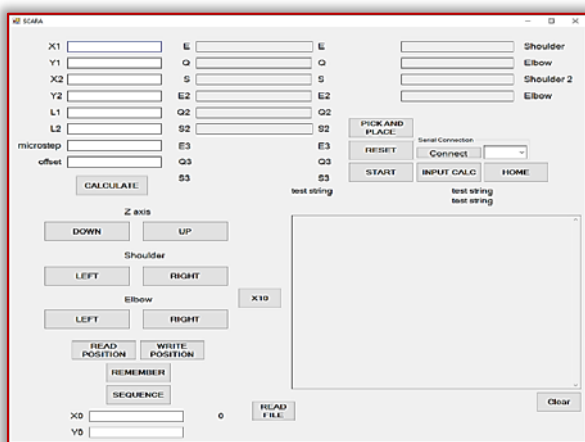 SCARA
X1 E E Shoulder
Y1 Q Q Elbow
X2 S S Shoulder 2
Y2 E2 E2 Elbow
L1 Q2 Q2
L2 S2 S2
PICK AND
PLACE
microstep E3 E3
RESET
Serial Connection
Connect
offset Q3 Q3
START INPUT CALC HOME
CALCULATE S3 S3
test string test string
test string
Z axis
DOWN UP
Shoulder
LEFT RIGHT
X10
Elbow
LEFT RIGHT
READ
POSITION
WRITE
POSITION
REMEMBER
SEQUENCE
Clear
X0 0
READ
FILE
Y0